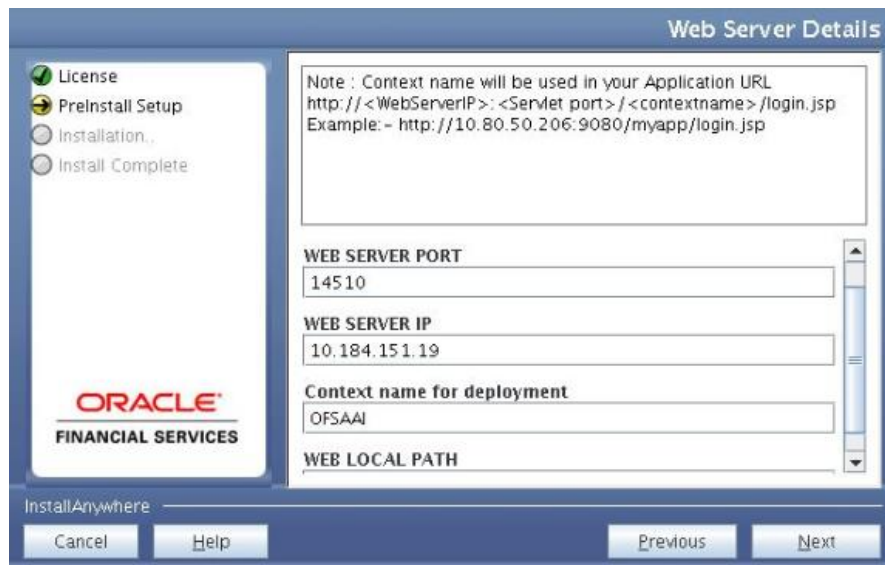 Web Server Details
License
PreInstall Setup
Installation..
Install Complete
ORACLE
FINANCIAL SERVICES
Note : Context name will be used in your Application URL
http://<WebServerIP>:<Servlet port>/<contextname>/login.jsp
Example:- http://10.80.50.206:9080/myapp/login.jsp
WEB SERVER PORT
14510
WEB SERVER IP
10.184.151.19
Context name for deployment
OFSAAI
WEB LOCAL PATH
InstallAnywhere
Cancel
Help
Previous
Next